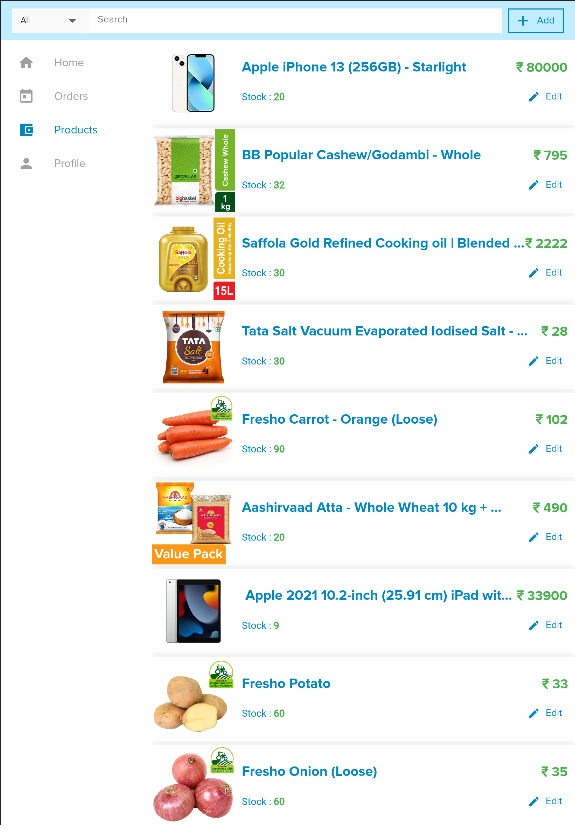 All
Search
Add
Home
Orders
Products
Profile
Apple iPhone 13 (256GB) - Starlight
₹ 80000
Stock : 20
Edit
Cashew Whole
POPULAR
bigbasket
1
kg
BB Popular Cashew/Godambi - Whole
₹ 795
Stock : 32
Edit
Saffola
GOLD
Cooking Oil
15L
Saffola Gold Refined Cooking oil | Blended ...
₹ 2222
Stock : 30
Edit
TATA
Salt
Tata Salt Vacuum Evaporated Iodised Salt - ...
₹ 28
Stock : 30
Edit
Fresho Carrot - Orange (Loose)
₹ 102
Stock : 90
Edit
Value Pack
Aashirvaad Atta - Whole Wheat 10 kg + ...
₹ 490
Stock : 20
Edit
Apple 2021 10.2-inch (25.91 cm) iPad wit...
₹ 33900
Stock : 9
Edit
Fresho Potato
₹ 33
Stock : 60
Edit
Fresho Onion (Loose)
₹ 35
Stock : 60
Edit